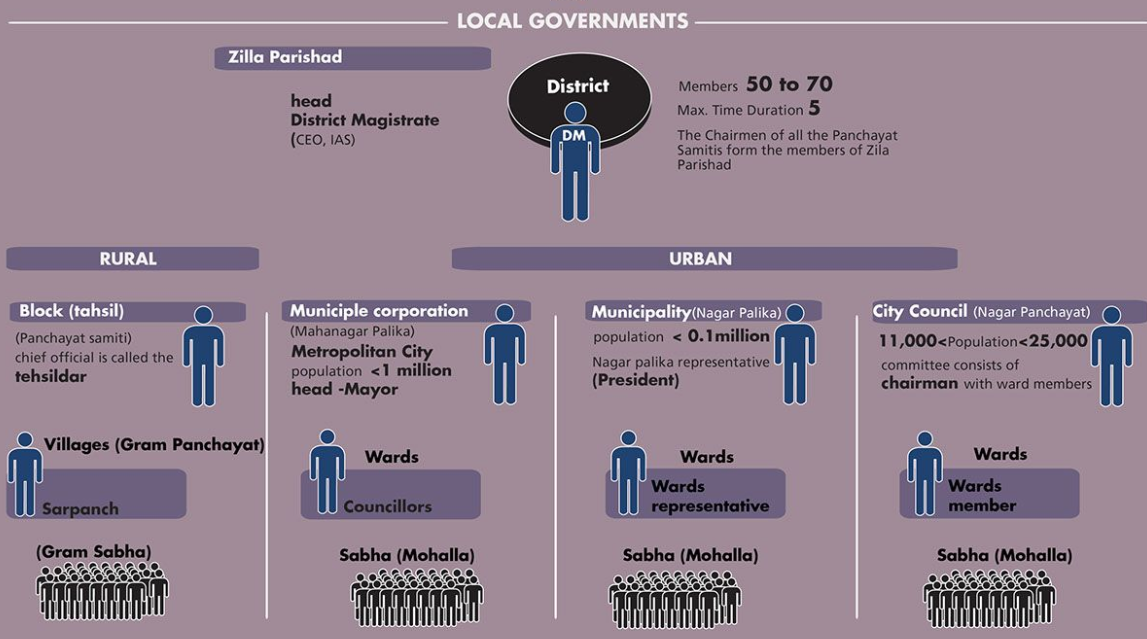 LOCAL GOVERNMENTS
Zilla Parishad
head
District Magistrate
(CEO, IAS)
District
DM
Members 50 to 70
Max. Time Duration 5
The Chairmen of all the Panchayat
Samitis form the members of Zila
Parishad
RURAL
URBAN
Block (tahsil)
(Panchayat samiti)
chief official is called the
tehsildar
Villages (Gram Panchayat)
Sarpanch
(Gram Sabha)
Municiple corporation
(Mahanagar Palika)
Metropolitan City
population <1 million
head -Mayor
Wards
Councillors
Sabha (Mohalla)
Municipality(Nagar Palika)
population < 0.1million
Nagar palika representative
(President)
Wards
Wards
representative
Sabha (Mohalla)
City Council (Nagar Panchayat)
11,000<Population<25,000
committee consists of
chairman with ward members
Wards
Wards
member
Sabha (Mohalla)